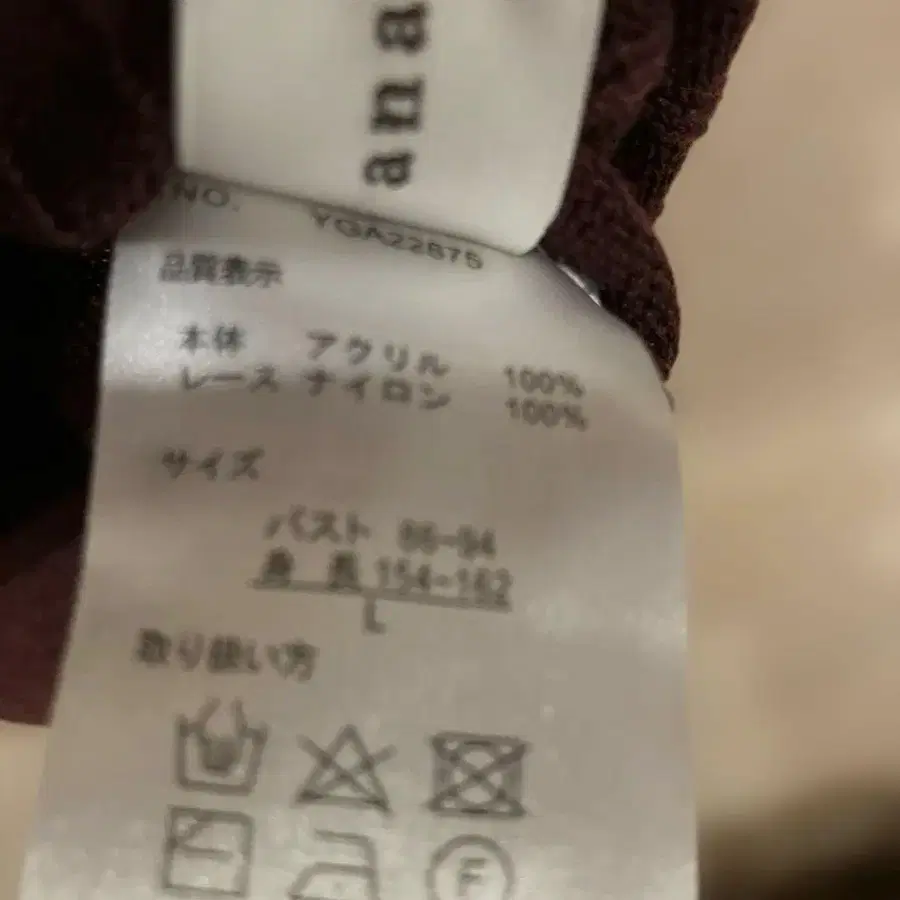 ana
NO. YGA22875
品質表示
本体 アクリル 100%
レース ナイロン 100%
サイズ
バスト 86-94
身長 154-162
L
取り扱い方
F